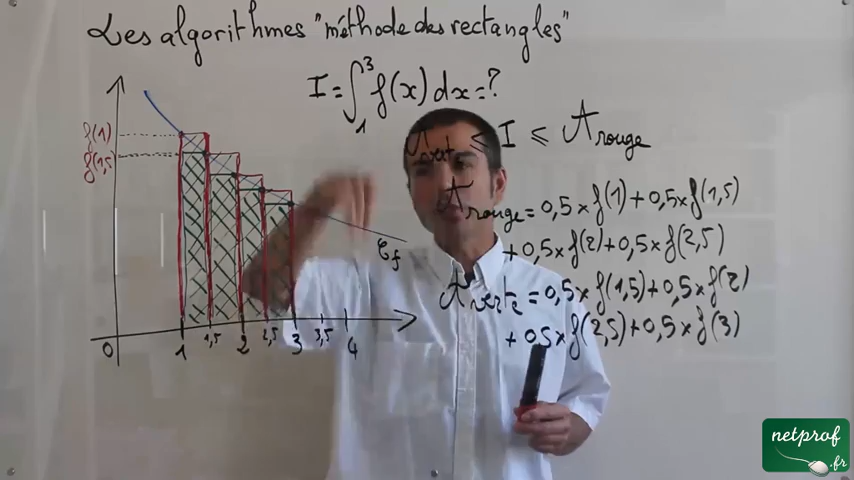 Les algorithmes "méthode des rectangles"
I = ∫₁³ f(x) dx = ?
A vert ≤ I ≤ A rouge
A rouge = 0,5 × f(1) + 0,5 × f(1,5)
+ 0,5 × f(2) + 0,5 × f(2,5)
A verte = 0,5 × f(1,5) + 0,5 × f(2)
+ 0,5 × f(2,5) + 0,5 × f(3)
f(1)
f(1,5)
C_f
0 1 1,5 2 2,5 3 3,5 4
netprof
.fr